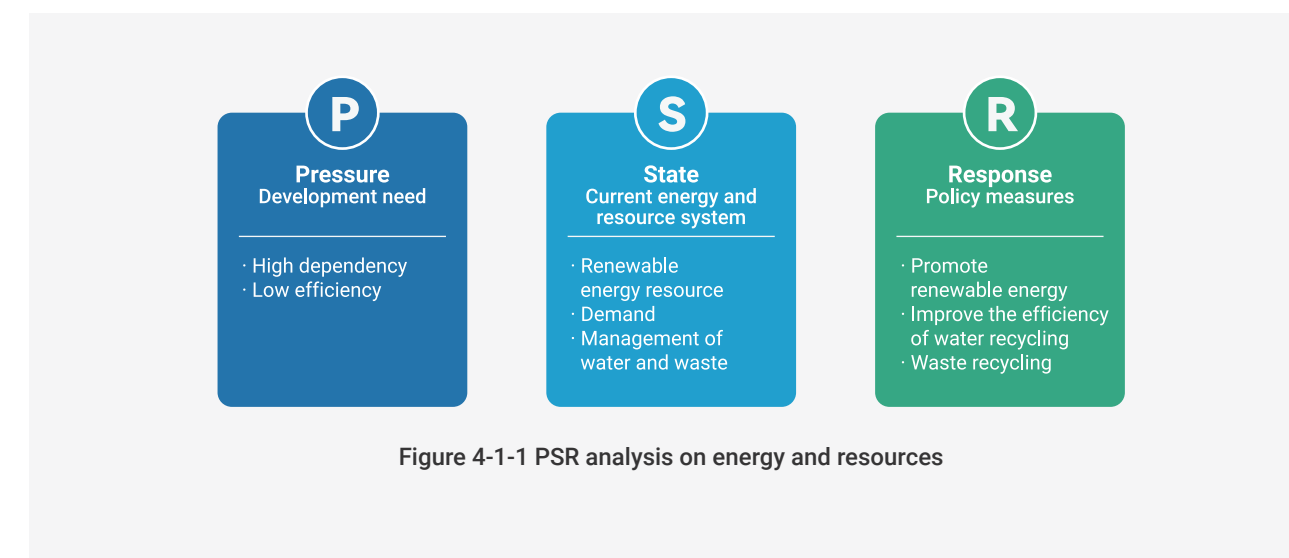 P
Pressure
Development need
· High dependency
· Low efficiency
S
State
Current energy and
resource system
· Renewable
energy resource
· Demand
· Management of
water and waste
R
Response
Policy measures
· Promote
renewable energy
· Improve the efficiency
of water recycling
· Waste recycling
Figure 4-1-1 PSR analysis on energy and resources